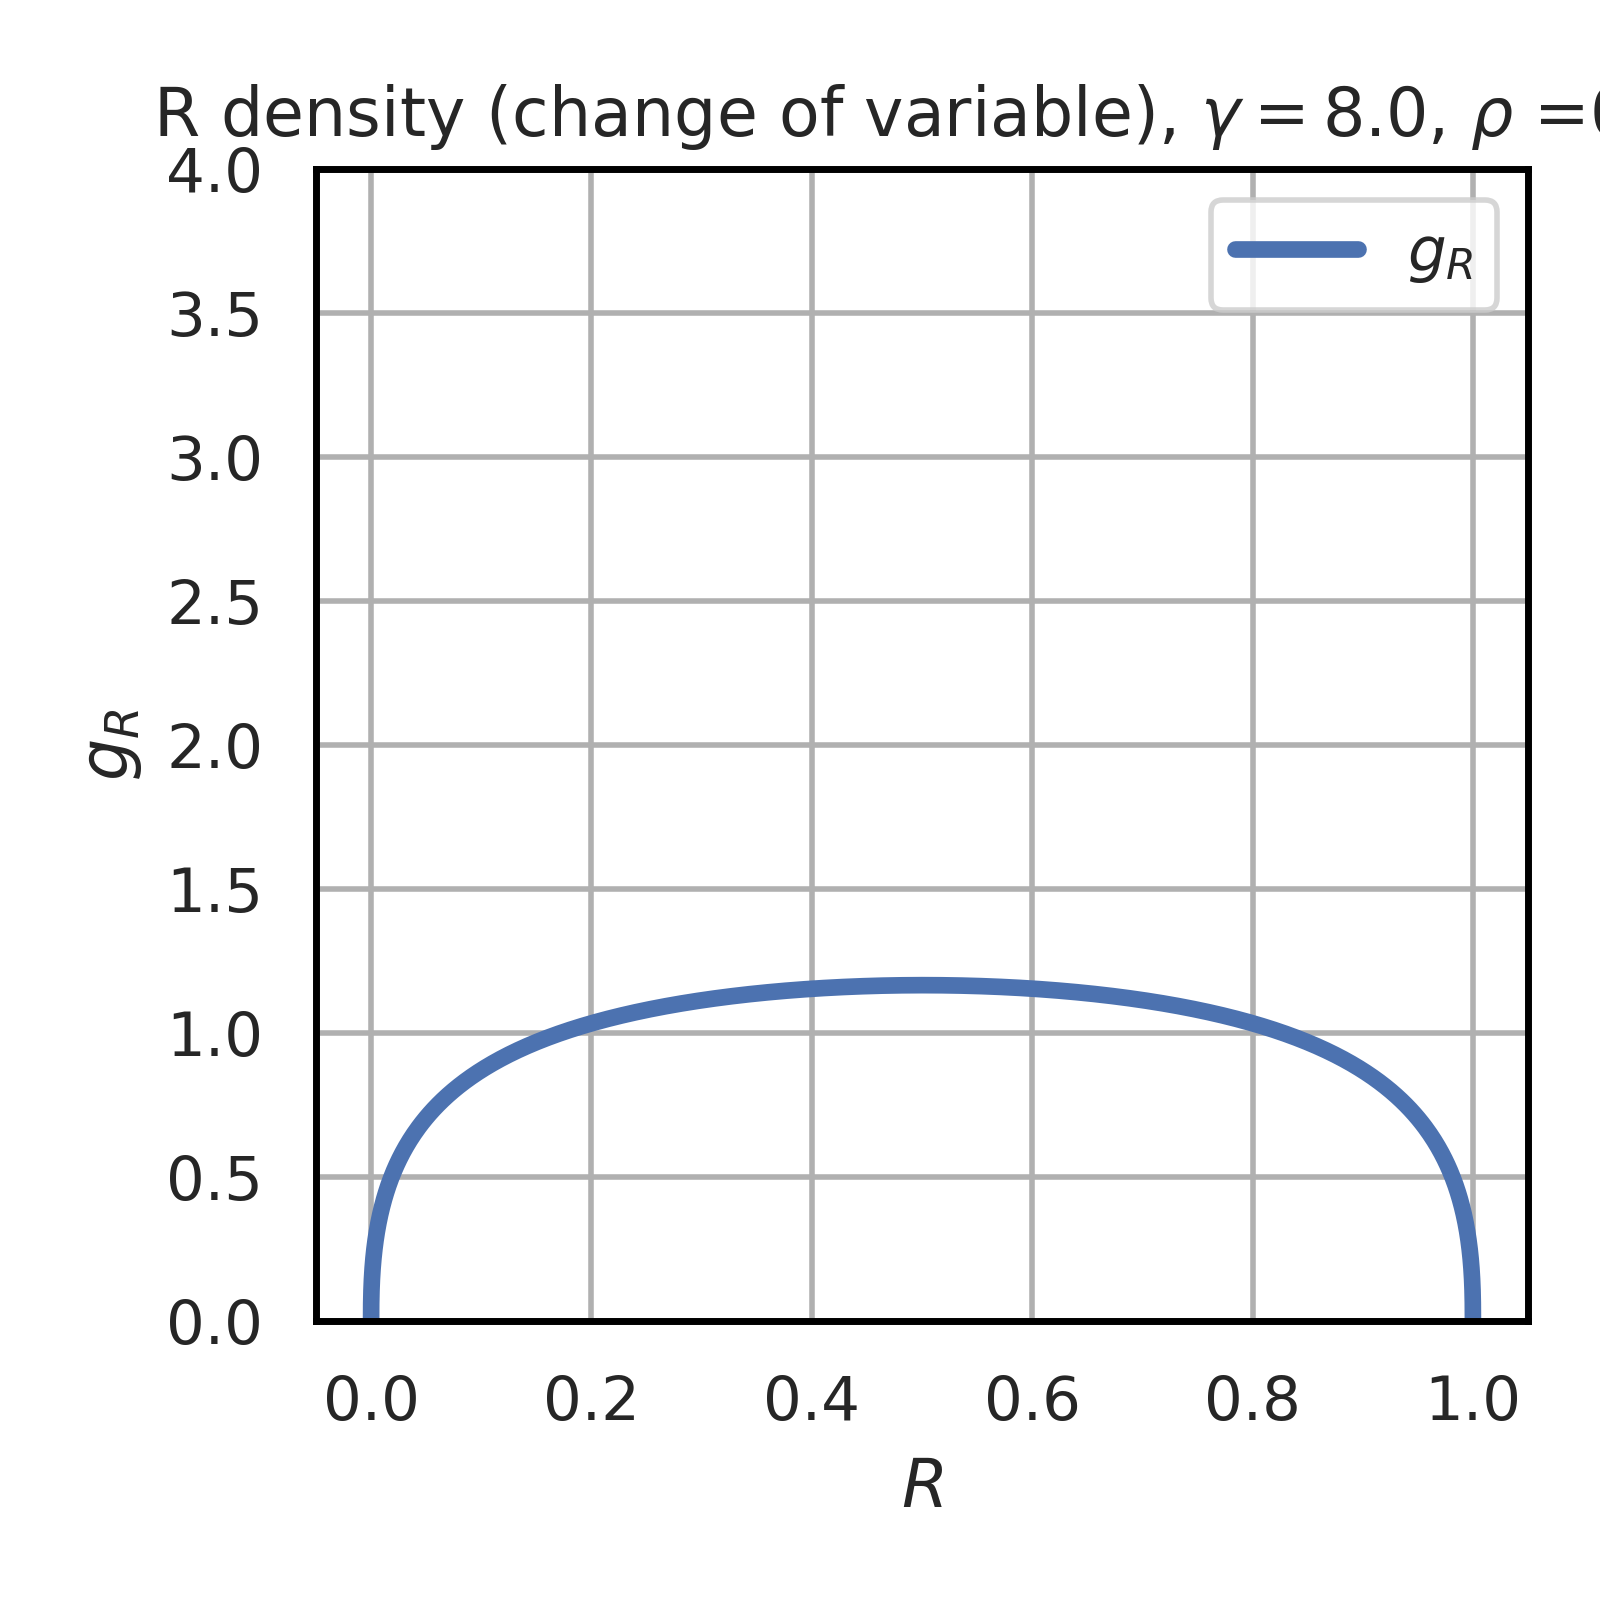 R density (change of variable), γ = 8.0, ρ =
4.0
3.5
3.0
2.5
2.0
1.5
1.0
0.5
0.0
g_R
g_R
0.0 0.2 0.4 0.6 0.8 1.0
R